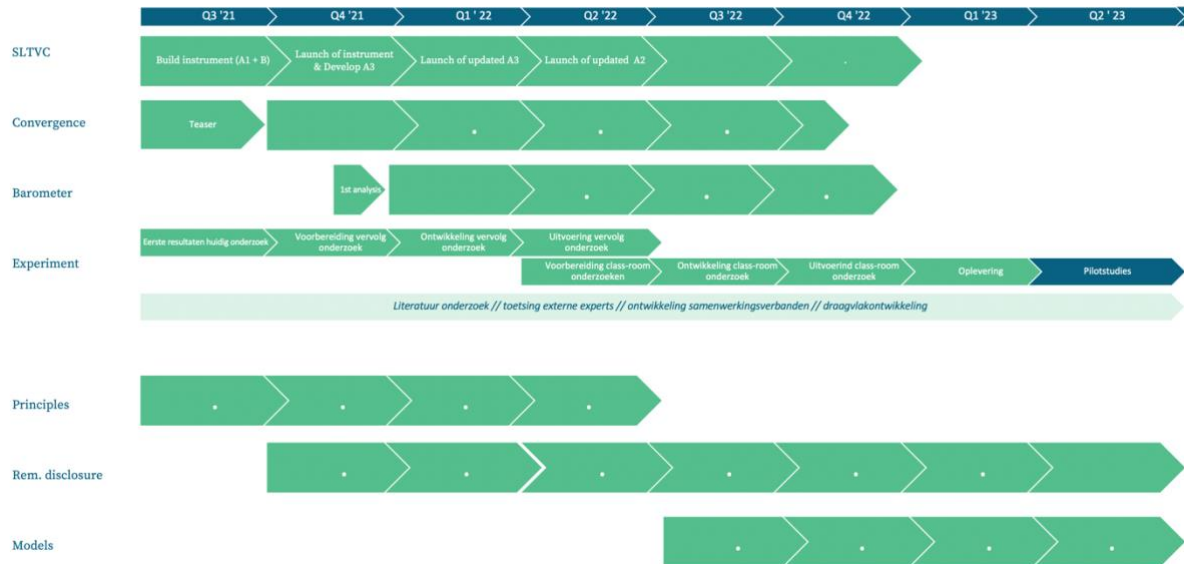 Q3 '21 Q4 '21 Q1 ' 22 Q2 '22 Q3 '22 Q4 '22 Q1 '23 Q2 ' 23
SLTVC
Build instrument (A1 + B)
Launch of instrument
& Develop A3
Launch of updated A3
Launch of updated A2
Convergence
Teaser
Barometer
1st analysis
Experiment
Eerste resultaten huidig onderzoek
Voorbereiding vervolg
onderzoek
Ontwikkeling vervolg
onderzoek
Uitvoering vervolg
onderzoek
Voorbereiding class-room
onderzoeken
Ontwikkeling class-room
onderzoek
Uitvoerind class-room
onderzoek
Oplevering
Pilotstudies
Literatuur onderzoek // toetsing externe experts // ontwikkeling samenwerkingsverbanden // draagvlakontwikkeling
Principles
Rem. disclosure
Models